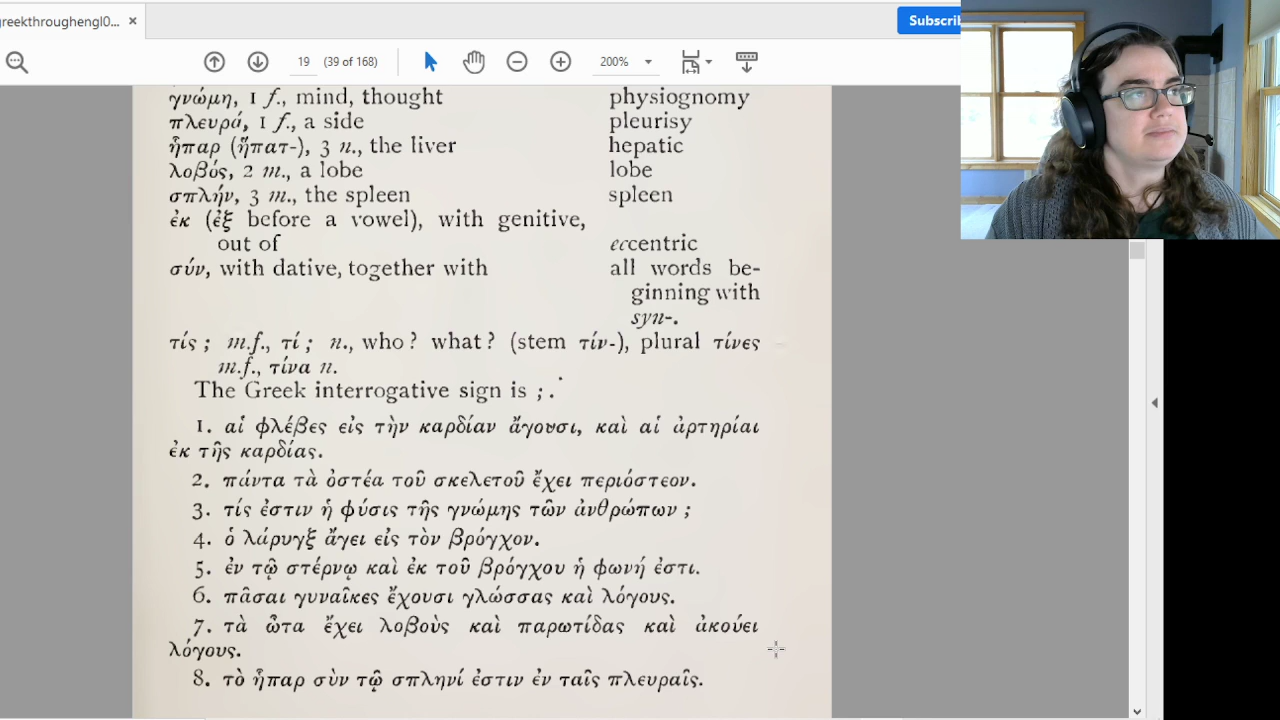 greekthroughengl0... ×
Subscri
19 (39 of 168) 200%
γνώμη, 1 f., mind, thought physiognomy
πλευρά, 1 f., a side pleurisy
ἧπαρ (ἥπατ-), 3 n., the liver hepatic
λοβός, 2 m., a lobe lobe
σπλήν, 3 m., the spleen spleen
ἐκ (ἐξ before a vowel), with genitive,
out of eccentric
σύν, with dative, together with all words be-
ginning with
syn-.
τίς ; m.f., τί ; n., who ? what ? (stem τίν-), plural τίνες
m.f., τίνα n.
The Greek interrogative sign is ; .
1. αἱ φλέβες εἰς τὴν καρδίαν ἄγουσι, καὶ αἱ ἀρτηρίαι
ἐκ τῆς καρδίας.
2. πάντα τὰ ὀστέα τοῦ σκελετοῦ ἔχει περιόστεον.
3. τίς ἐστιν ἡ φύσις τῆς γνώμης τῶν ἀνθρώπων ;
4. ὁ λάρυγξ ἄγει εἰς τὸν βρόγχον.
5. ἐν τῷ στέρνῳ καὶ ἐκ τοῦ βρόγχου ἡ φωνή ἐστι.
6. πᾶσαι γυναῖκες ἔχουσι γλώσσας καὶ λόγους.
7. τὰ ὦτα ἔχει λοβοὺς καὶ παρωτίδας καὶ ἀκούει
λόγους.
8. τὸ ἧπαρ σὺν τῷ σπληνί ἐστιν ἐν ταῖς πλευραῖς.